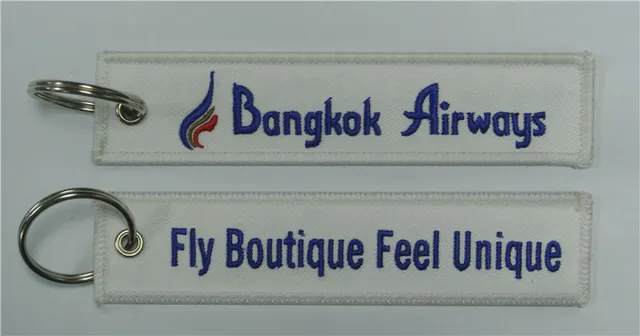 Bangkok Airways
Fly Boutique Feel Unique